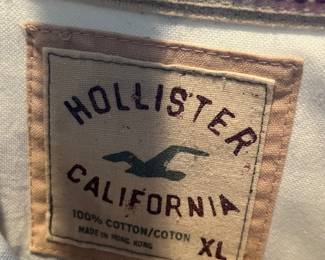 HOLLISTER
CALIFORNIA
100% COTTON/COTON
MADE IN HONG KONG
XL